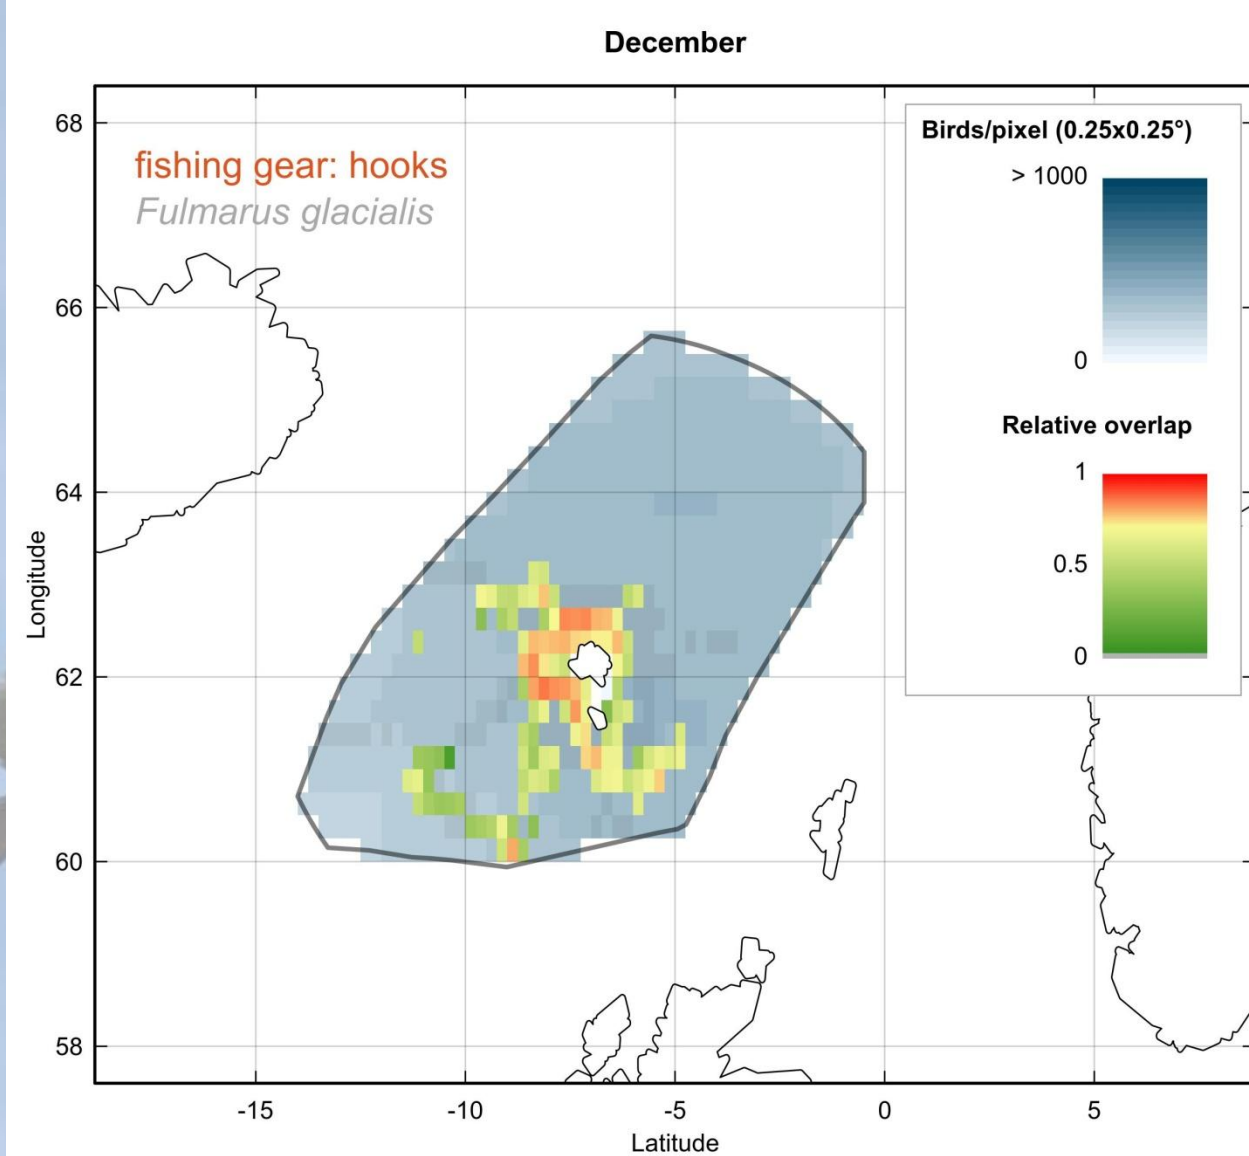 December
fishing gear: hooks
Fulmarus glacialis
Birds/pixel (0.25x0.25°)
> 1000
0
Relative overlap
1
0.5
0
68
66
64
62
60
58
Longitude
-15
-10
-5
0
5
Latitude